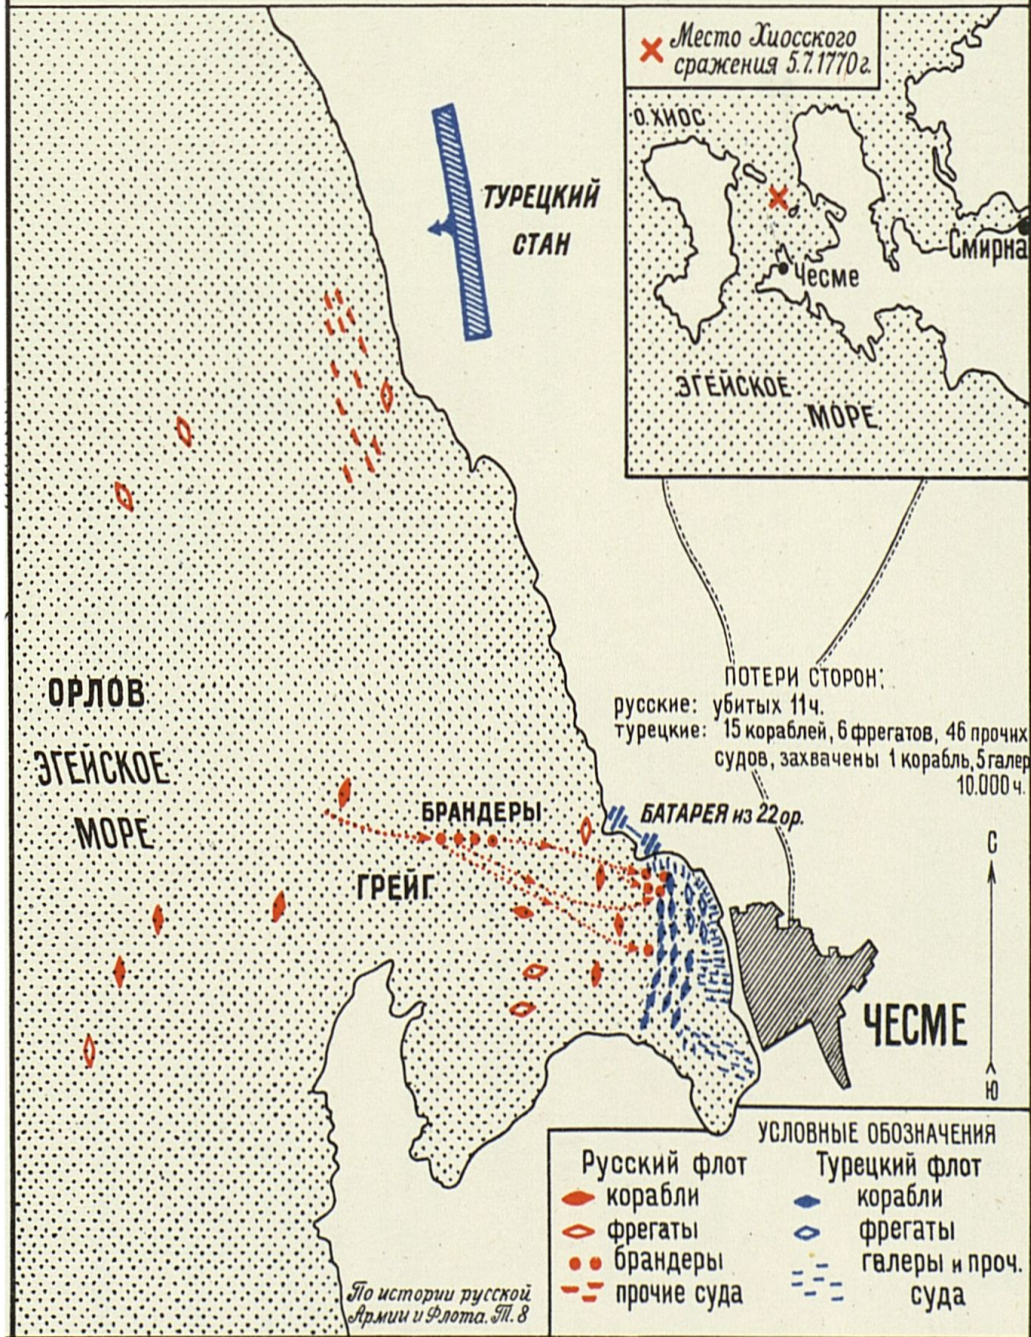 Место Хиосского
сражения 5.7.1770г.
О.ХИОС
Смирна
Чесме
ЭГЕЙСКОЕ
МОРЕ
ТУРЕЦКИЙ
СТАН
ПОТЕРИ СТОРОН:
русские: убитых 11ч.
турецкие: 15 кораблей, 6 фрегатов, 46 прочих
судов, захвачены 1 корабль, 5 галер
10.000 ч.
ОРЛОВ
ЭГЕЙСКОЕ
МОРЕ
БРАНДЕРЫ
БАТАРЕЯ из 22 ор.
ГРЕЙГ
С
Ю
ЧЕСМЕ
УСЛОВНЫЕ ОБОЗНАЧЕНИЯ
Русский флот
корабли
фрегаты
брандеры
прочие суда
Турецкий флот
корабли
фрегаты
галеры и проч.
суда
По истории русской
Армии и Флота. Т. 8